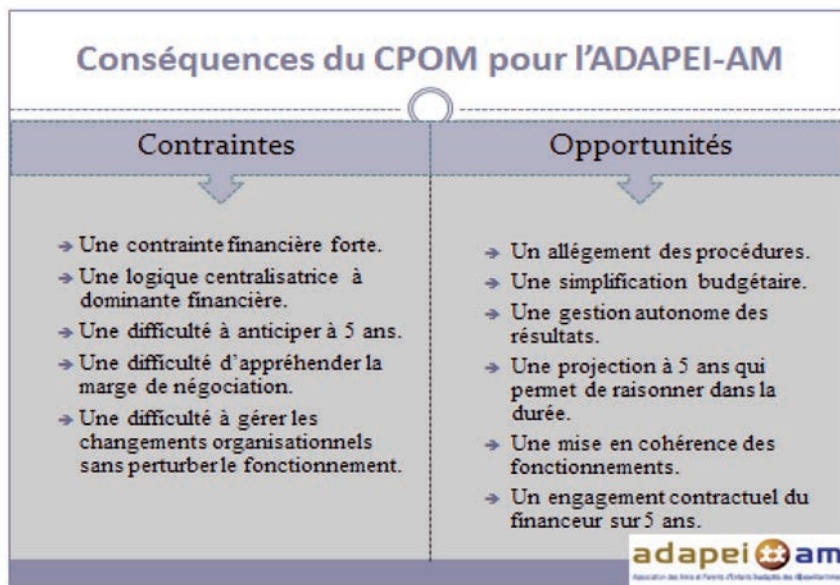 Conséquences du CPOM pour l'ADAPEI-AM
Contraintes
Une contrainte financière forte.
Une logique centralisatrice à
dominante financière.
Une difficulté à anticiper à 5 ans.
Une difficulté d'appréhender la
marge de négociation.
Une difficulté à gérer les
changements organisationnels
sans perturber le fonctionnement.
Opportunités
Un allégement des procédures.
Une simplification budgétaire.
Une gestion autonome des
résultats.
Une projection à 5 ans qui
permet de raisonner dans la
durée.
Une mise en cohérence des
fonctionnements.
Un engagement contractuel du
financeur sur 5 ans.
adapei am